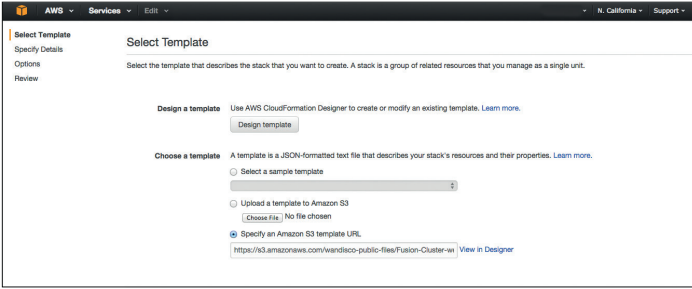 AWS Services Edit N. California Support
Select Template
Specify Details
Options
Review
Select Template
Select the template that describes the stack that you want to create. A stack is a group of related resources that you manage as a single unit.
Design a template Use AWS CloudFormation Designer to create or modify an existing template. Learn more.
Design template
Choose a template A template is a JSON-formatted text file that describes your stack's resources and their properties. Learn more.
Select a sample template
Upload a template to Amazon S3
Choose File No file chosen
Specify an Amazon S3 template URL
https://s3.amazonaws.com/wandisco-public-files/Fusion-Cluster-w View in Designer